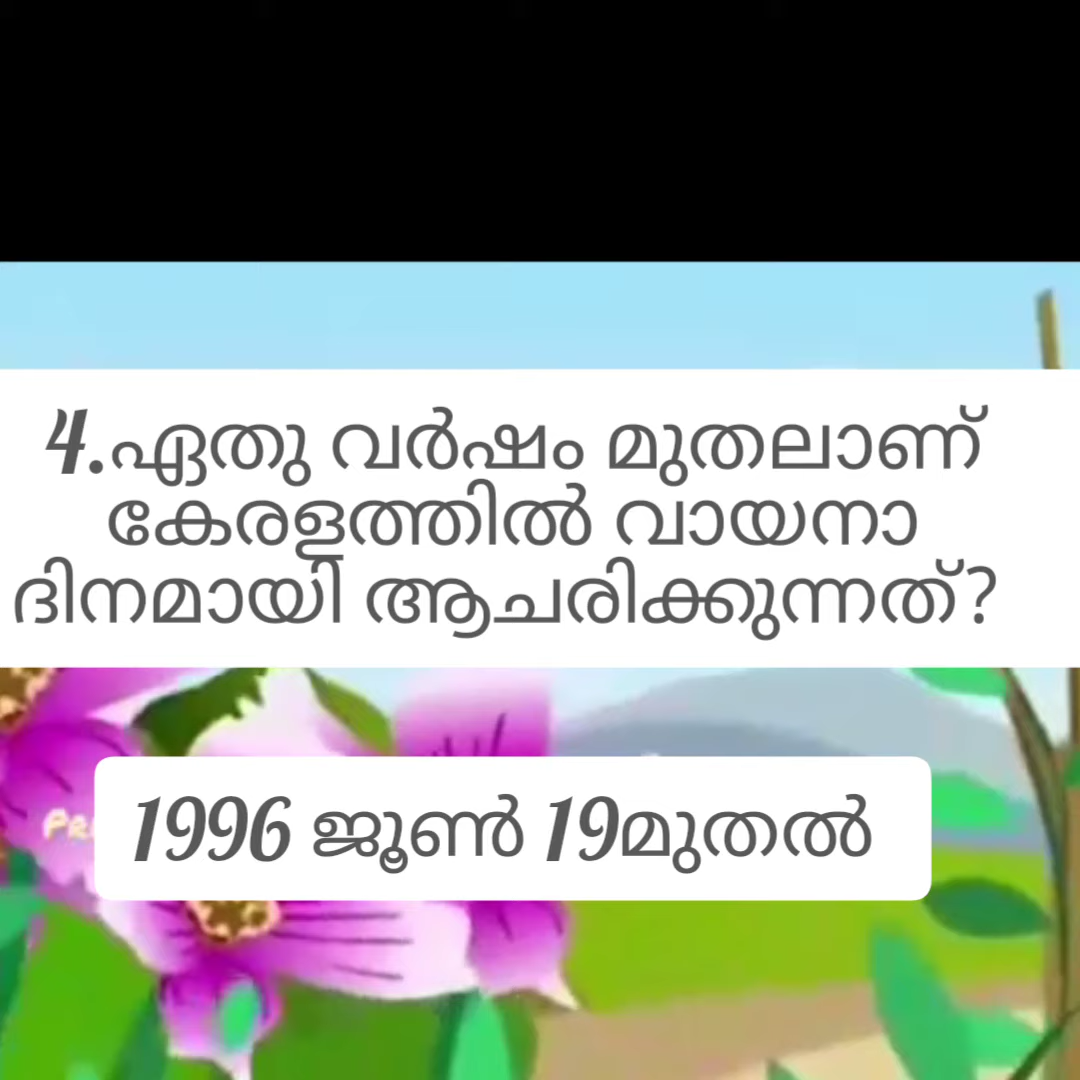 4.ഏതു വർഷം മുതലാണ്
കേരളത്തിൽ വായനാ
ദിനമായി ആചരിക്കുന്നത്?
1996 ജൂൺ 19മുതൽ